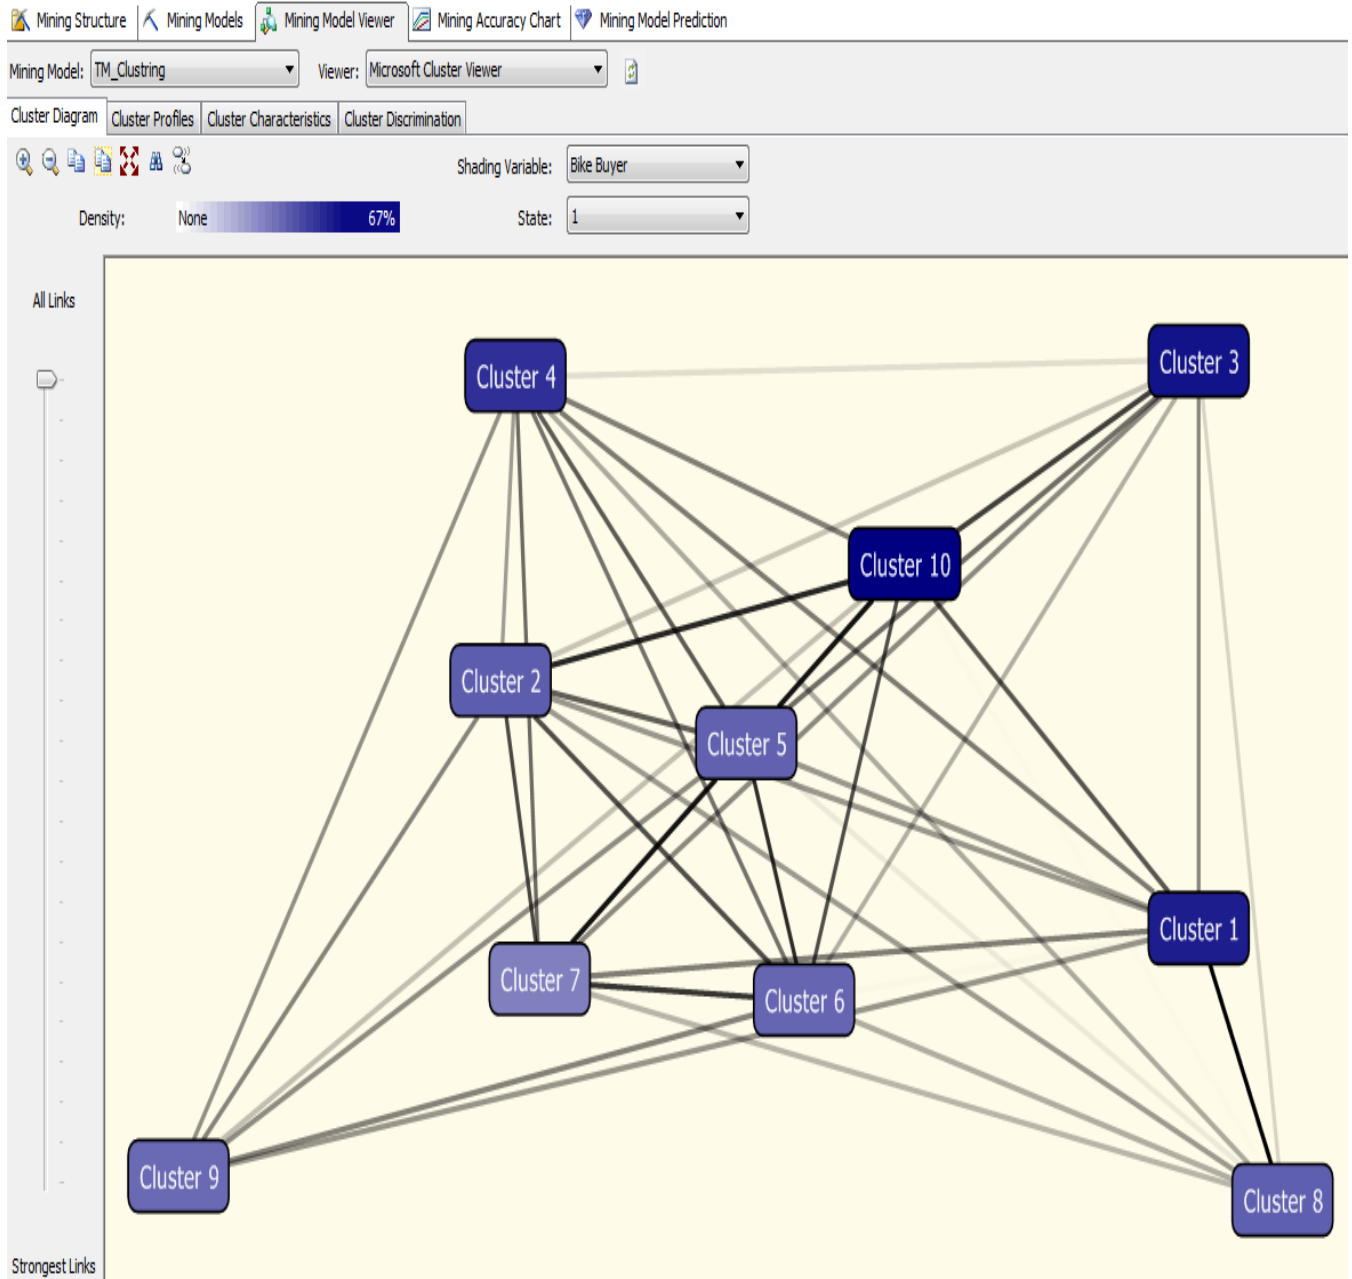 Mining Structure Mining Models Mining Model Viewer Mining Accuracy Chart Mining Model Prediction
Mining Model: TM_Clustring Viewer: Microsoft Cluster Viewer
Cluster Diagram Cluster Profiles Cluster Characteristics Cluster Discrimination
Shading Variable: Bike Buyer
Density: None 67% State: 1
All Links
Cluster 3
Cluster 4
Cluster 10
Cluster 2
Cluster 5
Cluster 1
Cluster 7
Cluster 6
Cluster 9
Cluster 8
Strongest Links